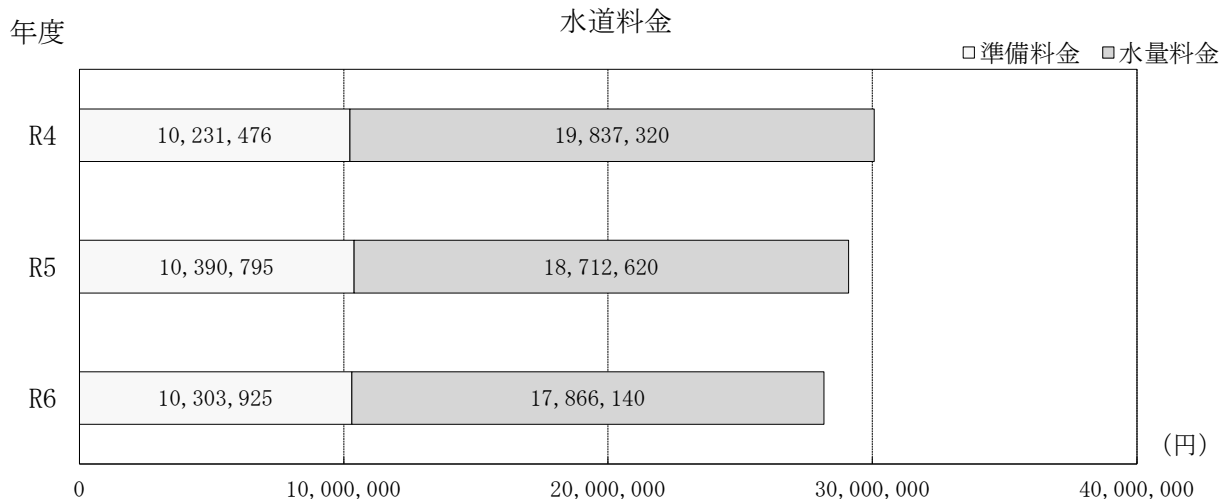 水道料金
年度
□準備料金 ■水量料金
R4 10,231,476 19,837,320
R5 10,390,795 18,712,620
R6 10,303,925 17,866,140
(円)
0 10,000,000 20,000,000 30,000,000 40,000,000